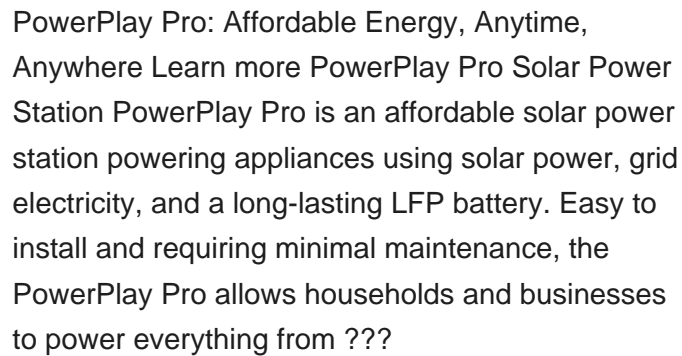 PowerPlay Pro: Affordable Energy, Anytime,
Anywhere Learn more PowerPlay Pro Solar Power
Station PowerPlay Pro is an affordable solar power
station powering appliances using solar power, grid
electricity, and a long-lasting LFP battery. Easy to
install and requiring minimal maintenance, the
PowerPlay Pro allows households and businesses
to power everything from ???